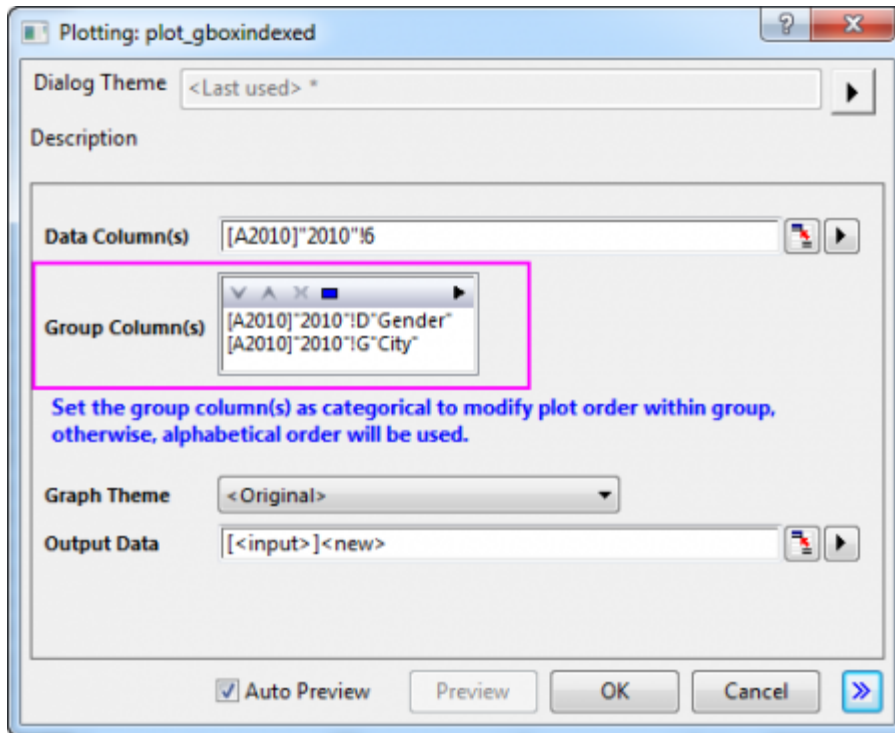 Plotting: plot_gboxindexed
Dialog Theme <Last used> *
Description
Data Column(s) [A2010]"2010"!6
Group Column(s)
[A2010]"2010"!D"Gender"
[A2010]"2010"!G"City"
Set the group column(s) as categorical to modify plot order within group,
otherwise, alphabetical order will be used.
Graph Theme <Original>
Output Data [<input>]<new>
Auto Preview Preview OK Cancel